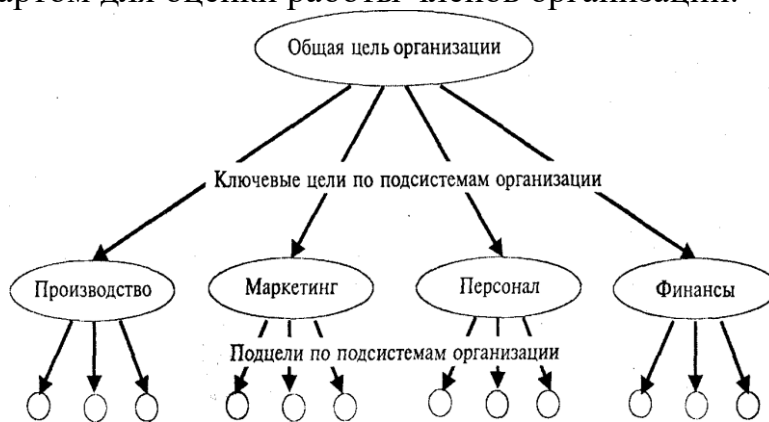 артом для оценки работы членов организации.
Общая цель организации
Ключевые цели по подсистемам организации
Производство
Маркетинг
Персонал
Финансы
Подцели по подсистемам организации